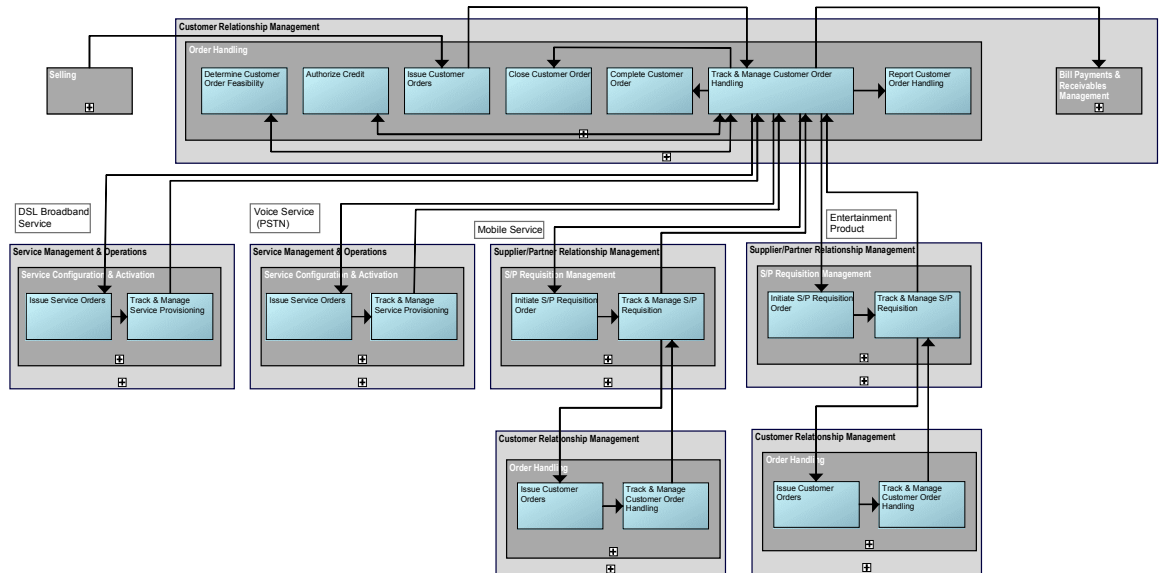 Customer Relationship Management
Order Handling
Selling
Determine Customer
Order Feasibility
Authorize Credit
Issue Customer
Orders
Close Customer Order
Complete Customer
Order
Track & Manage Customer Order
Handling
Report Customer
Order Handling
Bill Payments &
Receivables
Management
DSL Broadband
Service
Voice Service
(PSTN)
Mobile Service
Entertainment
Product
Service Management & Operations
Service Configuration & Activation
Issue Service Orders
Track & Manage
Service Provisioning
Service Management & Operations
Service Configuration & Activation
Issue Service Orders
Track & Manage
Service Provisioning
Supplier/Partner Relationship Management
S/P Requisition Management
Initiate S/P Requisition
Order
Track & Manage S/P
Requisition
Supplier/Partner Relationship Management
S/P Requisition Management
Initiate S/P Requisition
Order
Track & Manage S/P
Requisition
Customer Relationship Management
Order Handling
Issue Customer
Orders
Track & Manage
Customer Order
Handling
Customer Relationship Management
Order Handling
Issue Customer
Orders
Track & Manage
Customer Order
Handling